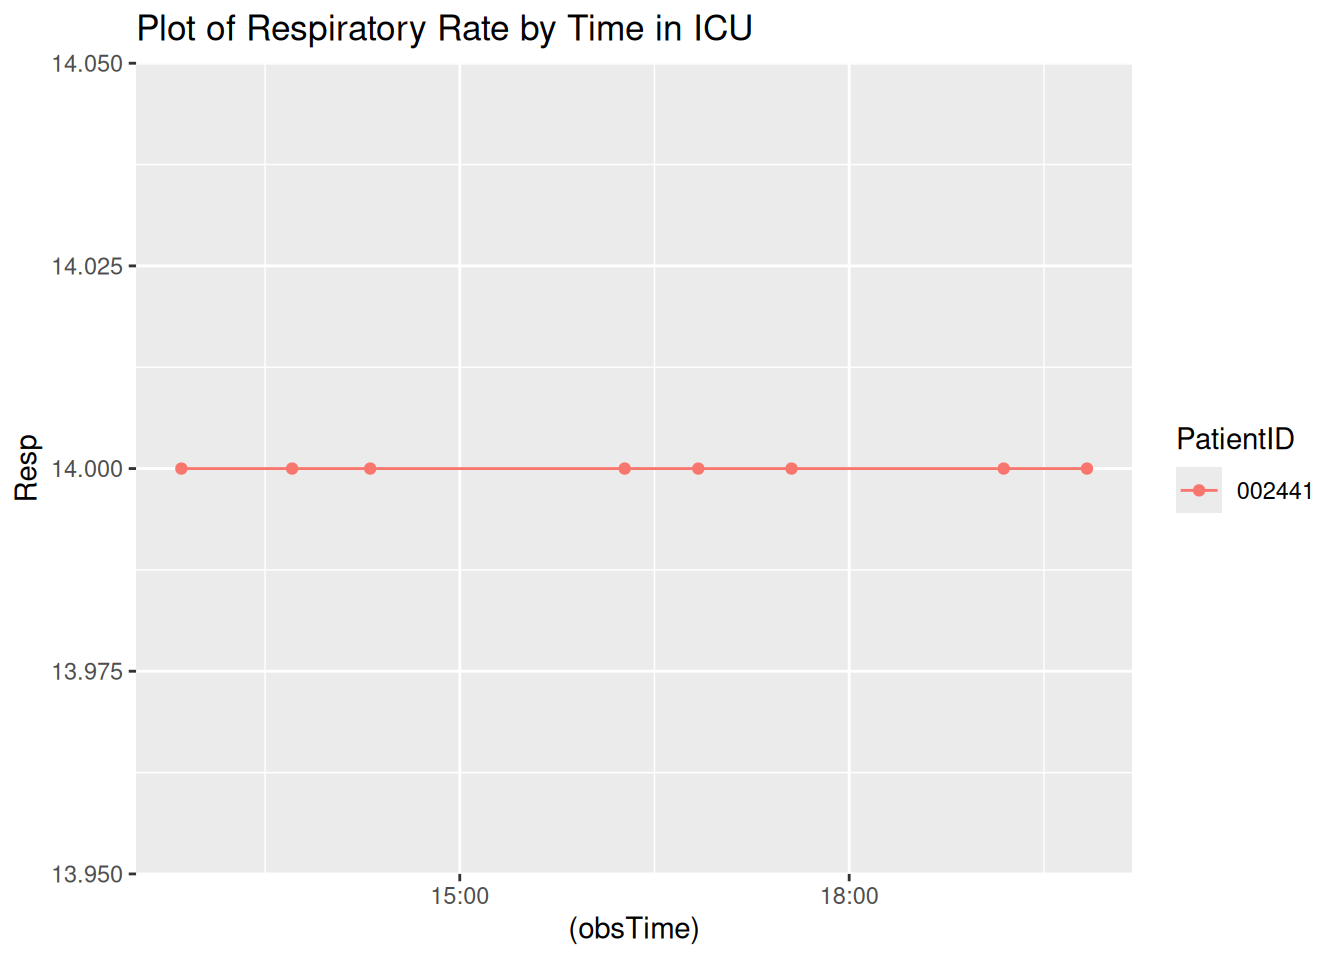 Plot of Respiratory Rate by Time in ICU
14.050
14.025
14.000
13.975
13.950
Resp
15:00
18:00
(obsTime)
PatientID
002441